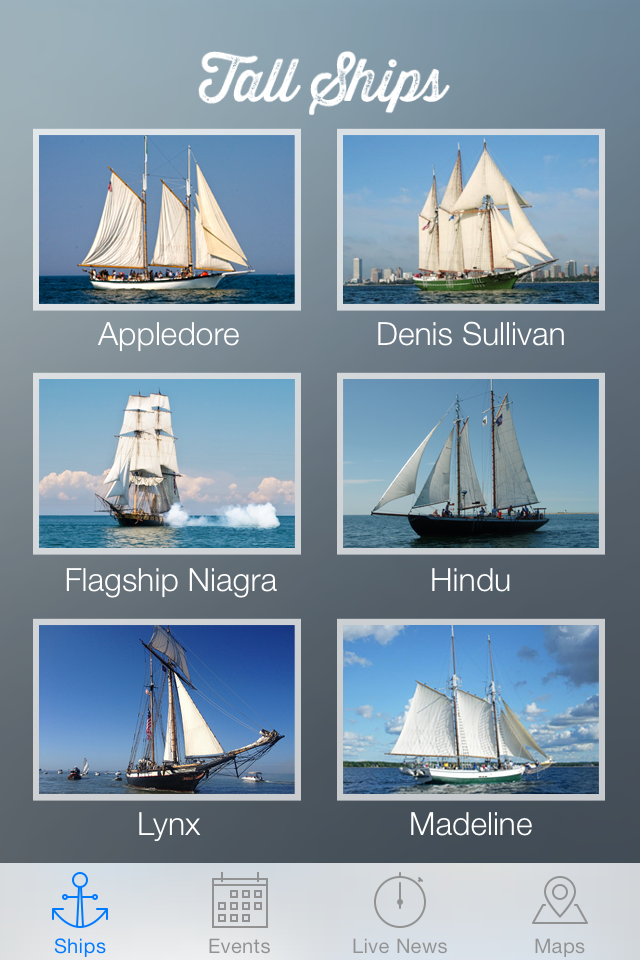 Tall Ships
Appledore
Denis Sullivan
Flagship Niagra
Hindu
Lynx
Madeline
Ships
Events
Live News
Maps